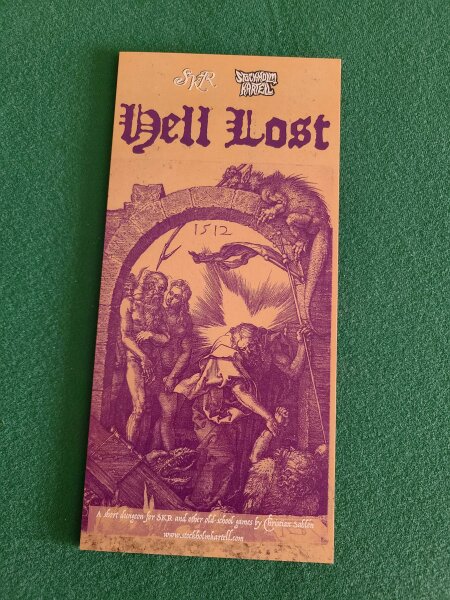 SKR STOCKHOLM KARTELL
Hell Lost
1512
A short dungeon for SKR and other old-school games by Christian Sahlén
www.stockholmkartell.com